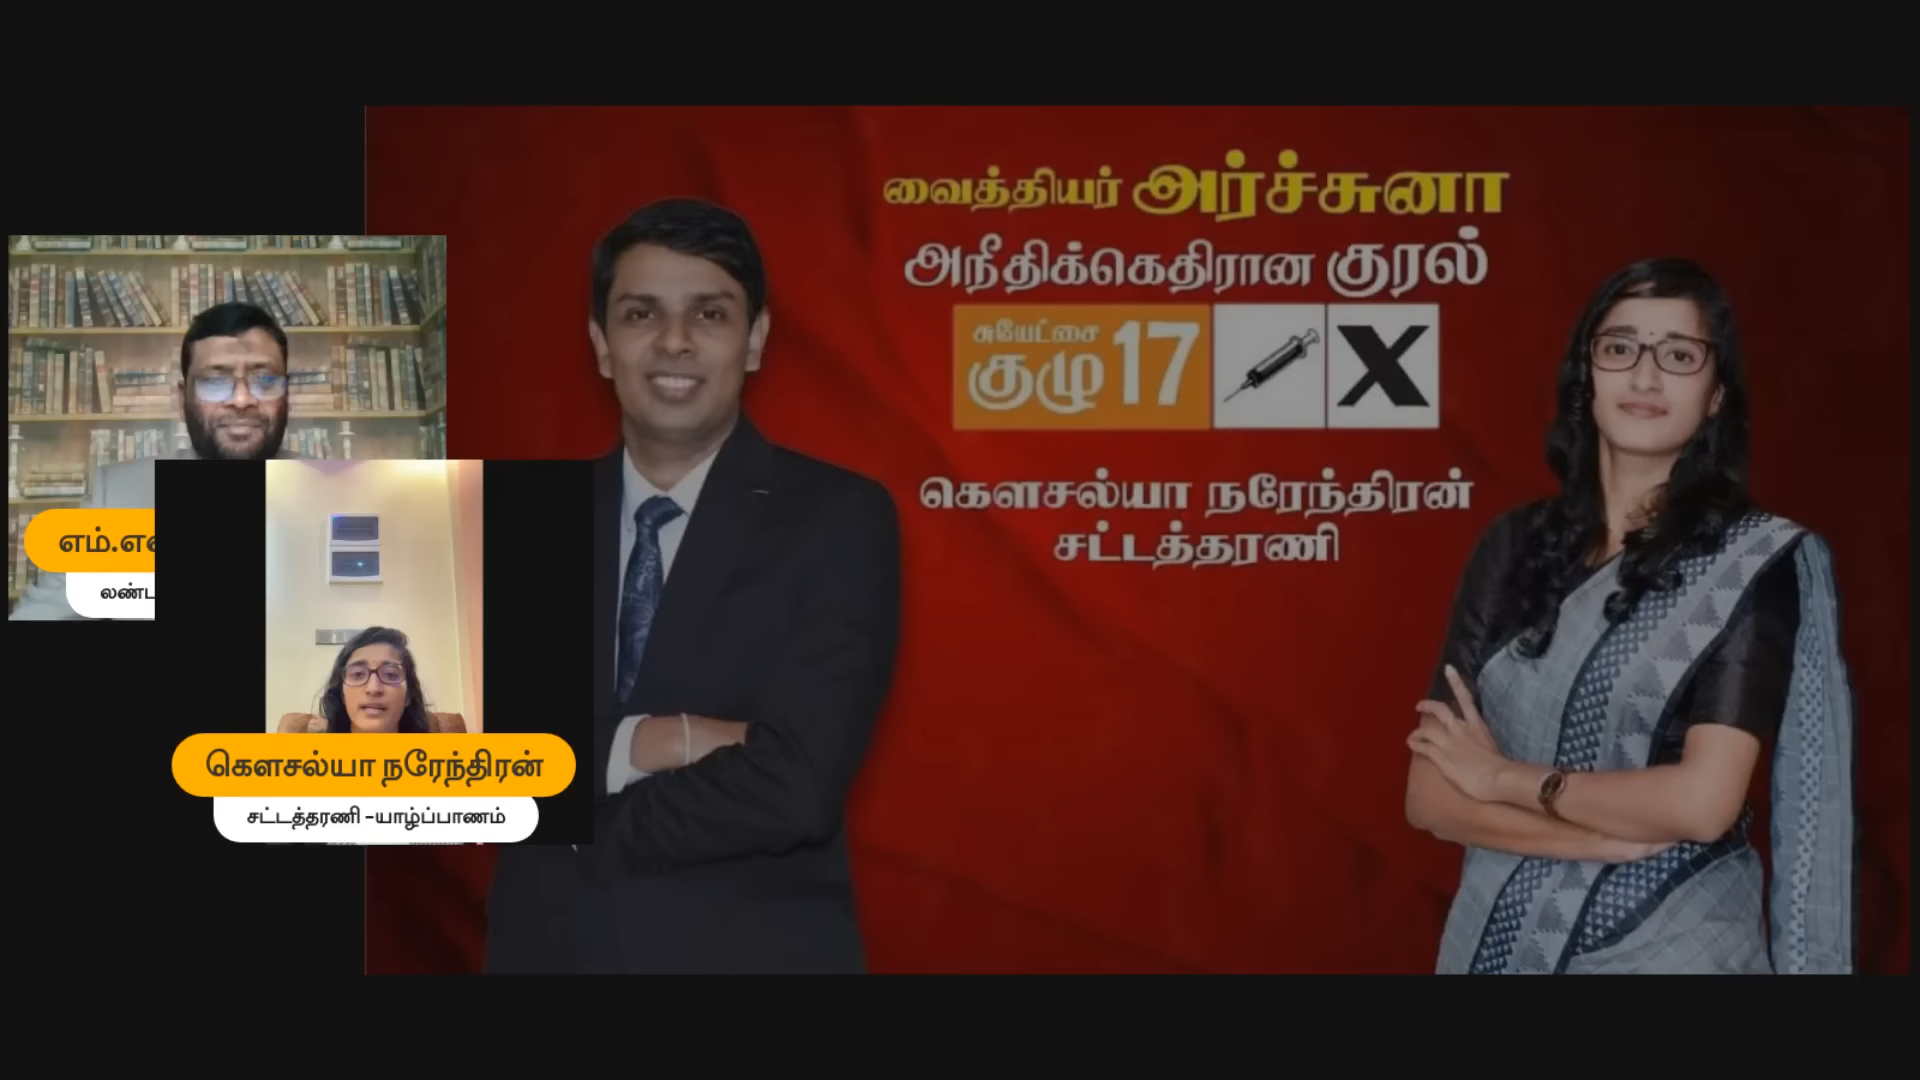 வைத்தியர் அர்ச்சுனா
அநீதிக்கெதிரான குரல்
சுயேட்சை
குழு 17
X
கௌசல்யா நரேந்திரன்
சட்டத்தரணி
கௌசல்யா நரேந்திரன்
சட்டத்தரணி -யாழ்ப்பாணம்